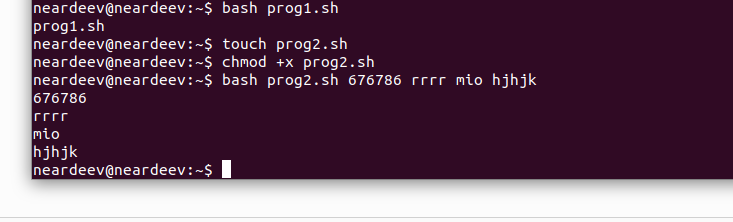 neardeev@neardeev:~$ bash prog1.sh
prog1.sh
neardeev@neardeev:~$ touch prog2.sh
neardeev@neardeev:~$ chmod +x prog2.sh
neardeev@neardeev:~$ bash prog2.sh 676786 rrrr mio hjhjk
676786
rrrr
mio
hjhjk
neardeev@neardeev:~$